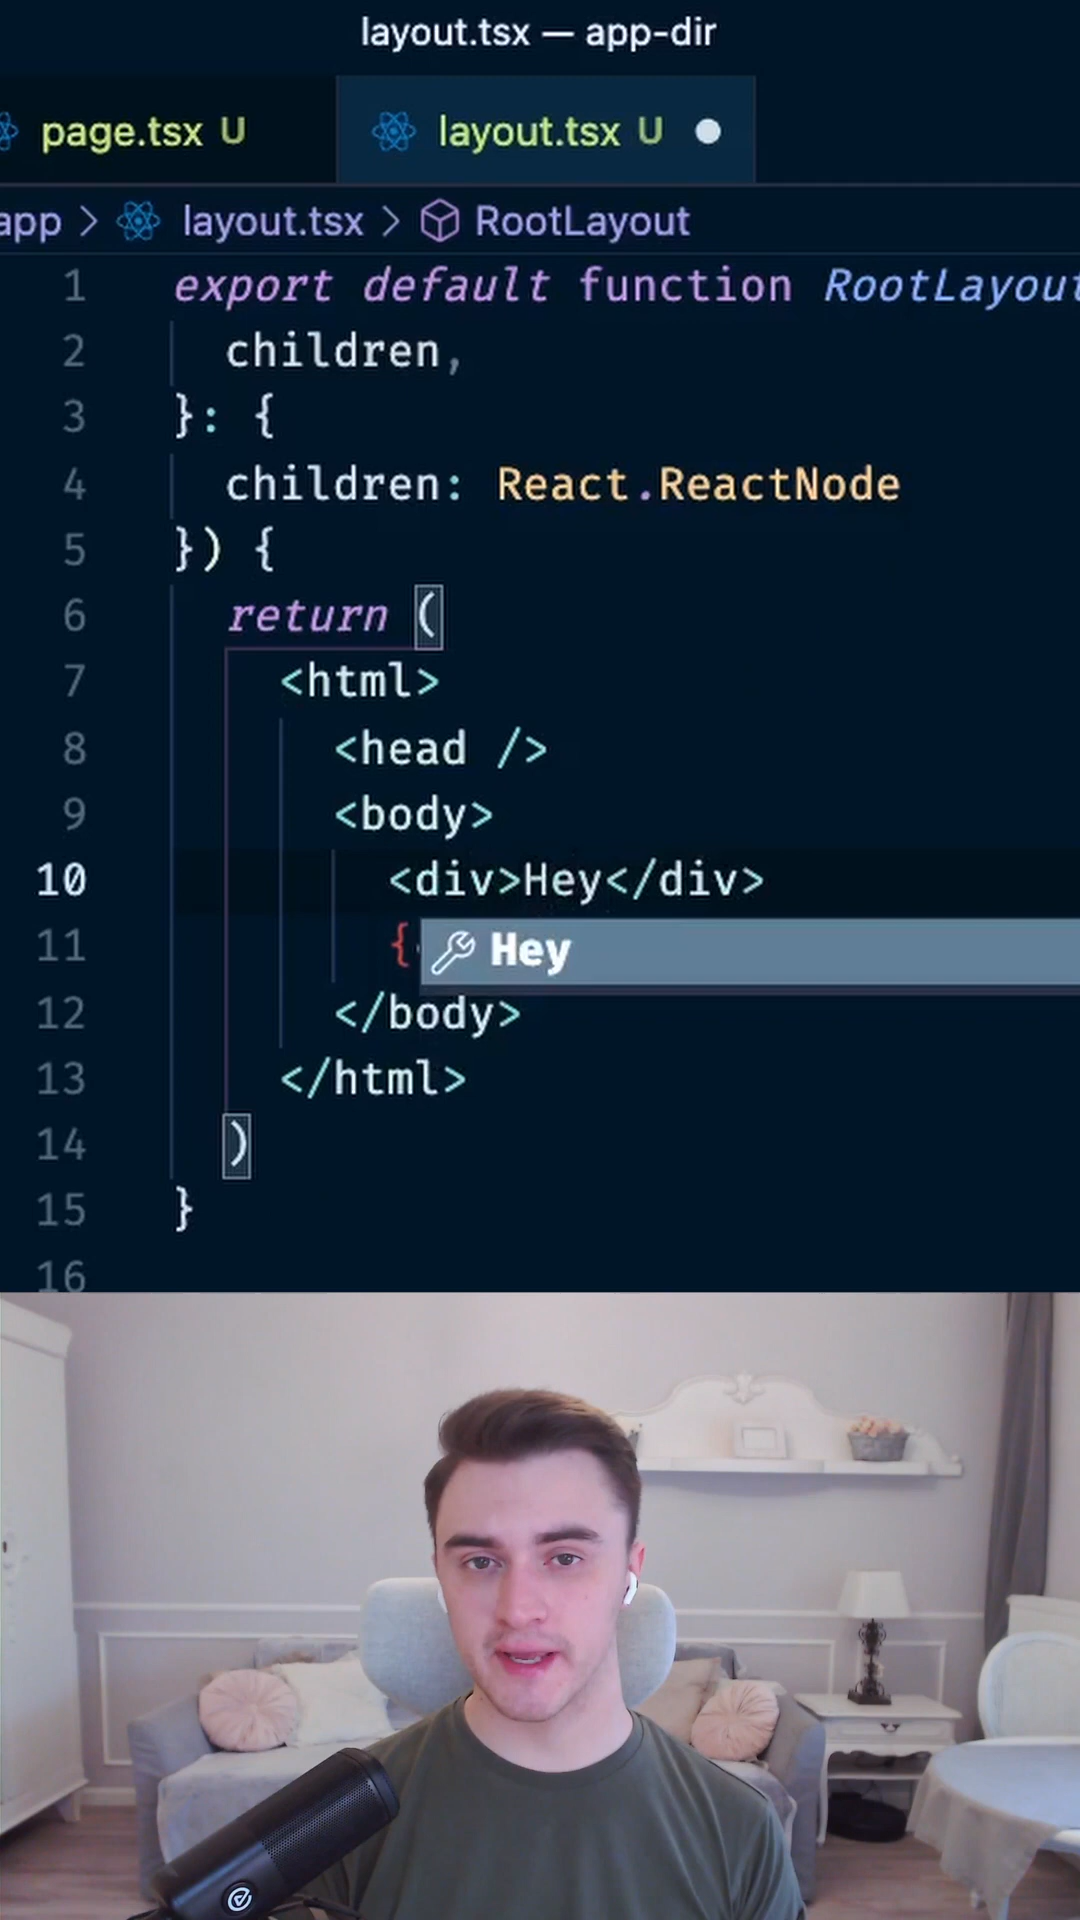 layout.tsx — app-dir
page.tsx U
layout.tsx U
app > layout.tsx > RootLayout
1 export default function RootLayout
2 children,
3 }: {
4 children: React.ReactNode
5 }) {
6 return (
7 <html>
8 <head />
9 <body>
10 <div>Hey</div>
11 {
Hey
12 </body>
13 </html>
14 )
15 }
16